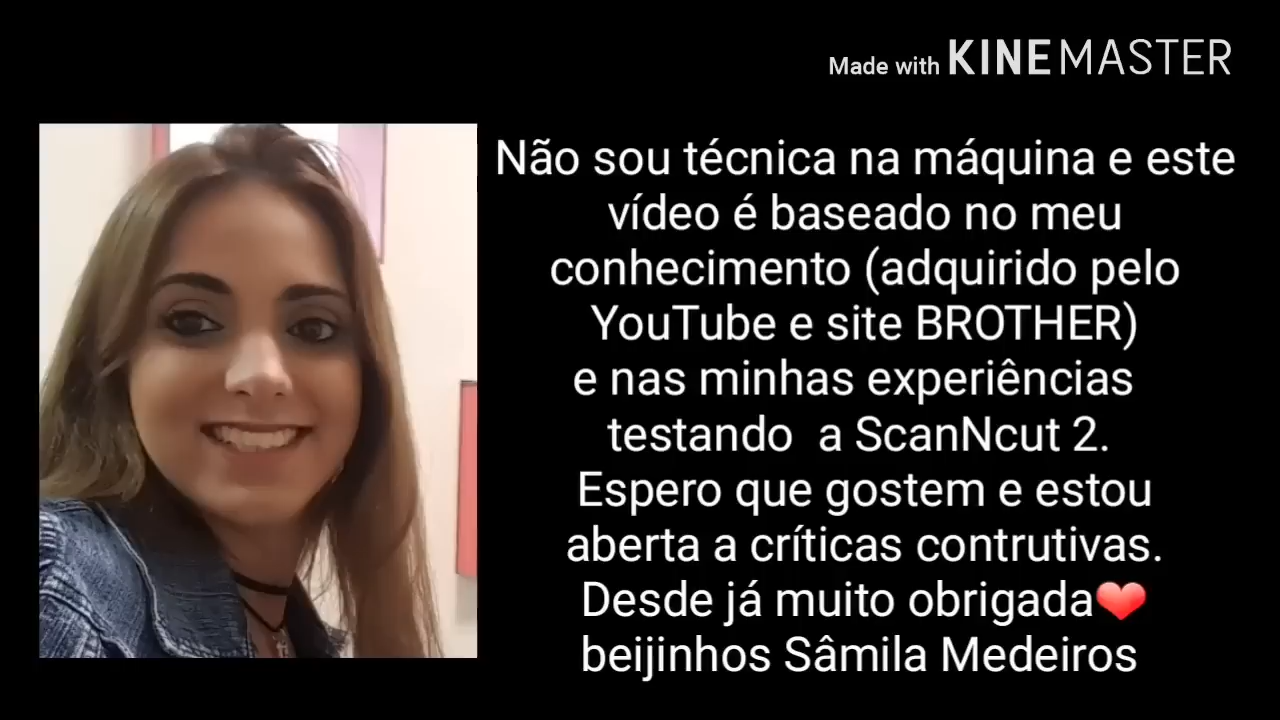 Made with KINEMASTER
Não sou técnica na máquina e este
vídeo é baseado no meu
conhecimento (adquirido pelo
YouTube e site BROTHER)
e nas minhas experiências
testando a ScanNcut 2.
Espero que gostem e estou
aberta a críticas contrutivas.
Desde já muito obrigada❤
beijinhos Sâmila Medeiros